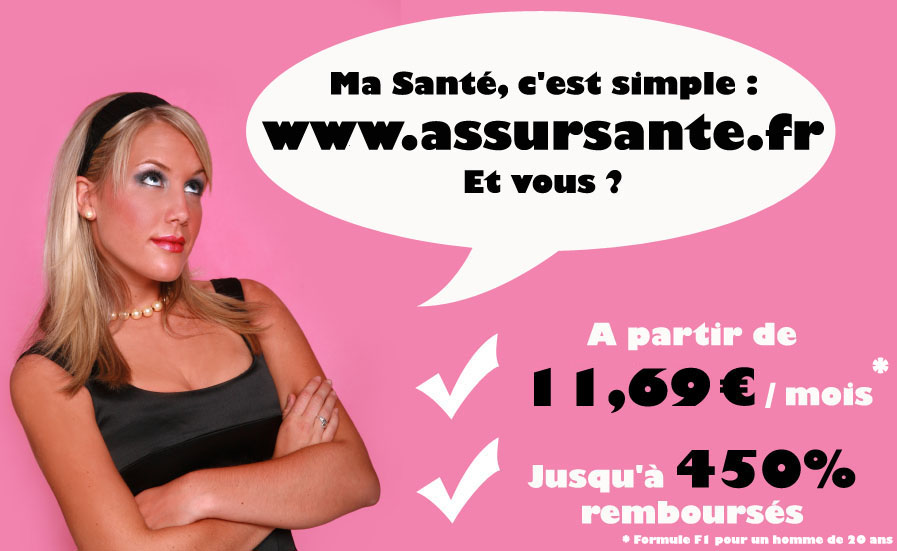 Ma Santé, c'est simple :
www.assursante.fr
Et vous ?
A partir de
11,69 € / mois*
Jusqu'à 450%
remboursés
* Formule F1 pour un homme de 20 ans